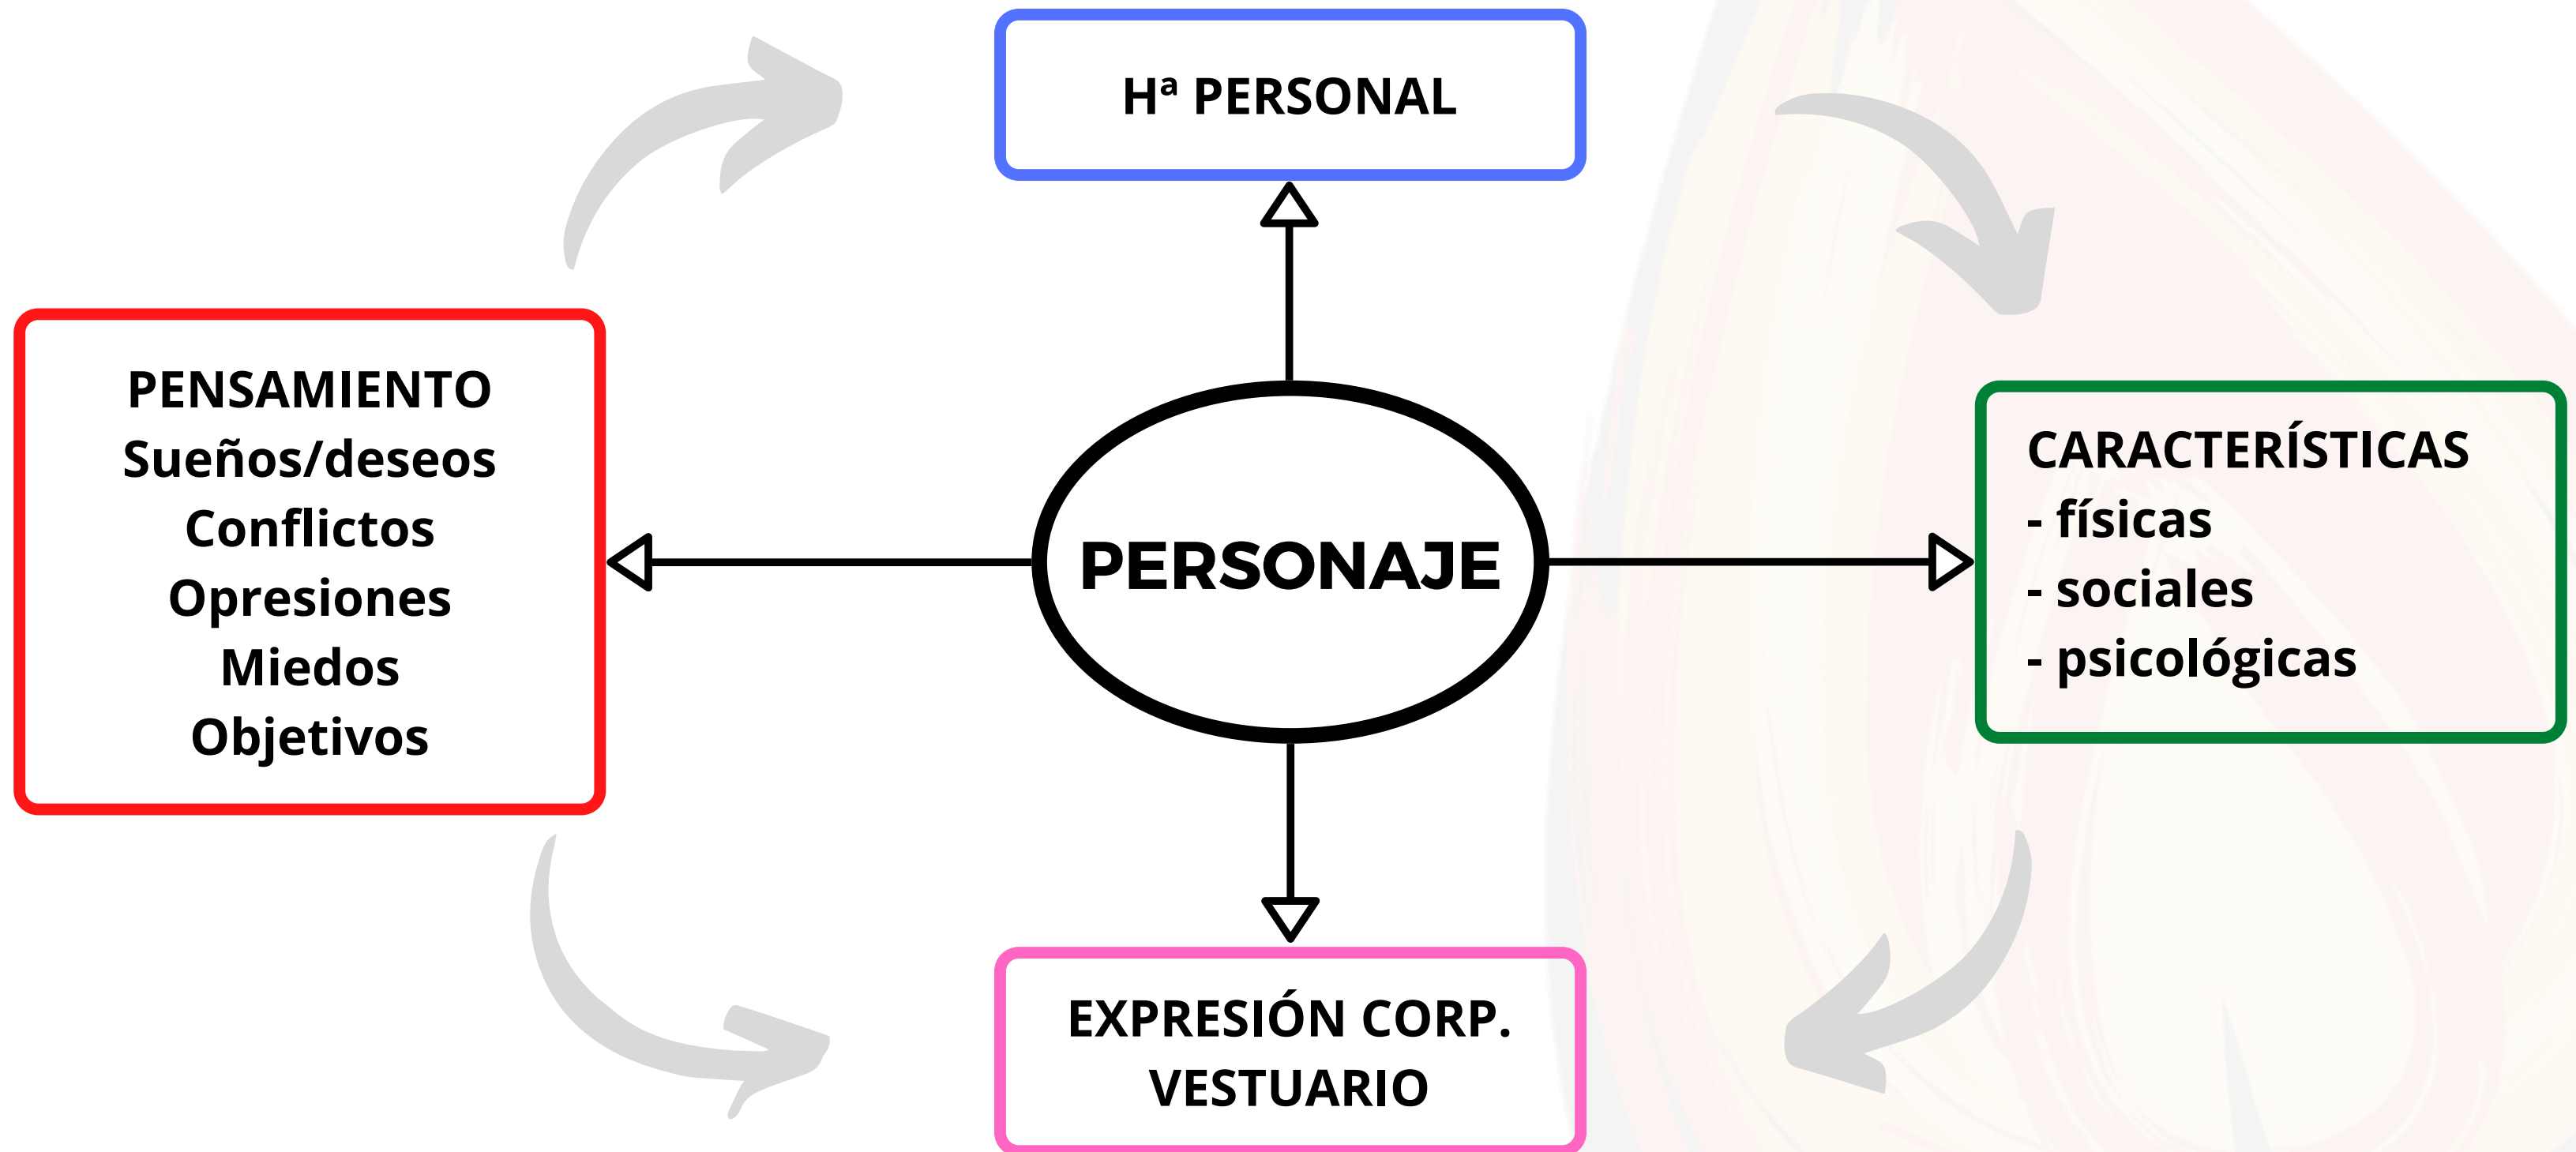 Hª PERSONAL
PENSAMIENTO
Sueños/deseos
Conflictos
Opresiones
Miedos
Objetivos
PERSONAJE
CARACTERÍSTICAS
- físicas
- sociales
- psicológicas
EXPRESIÓN CORP.
VESTUARIO